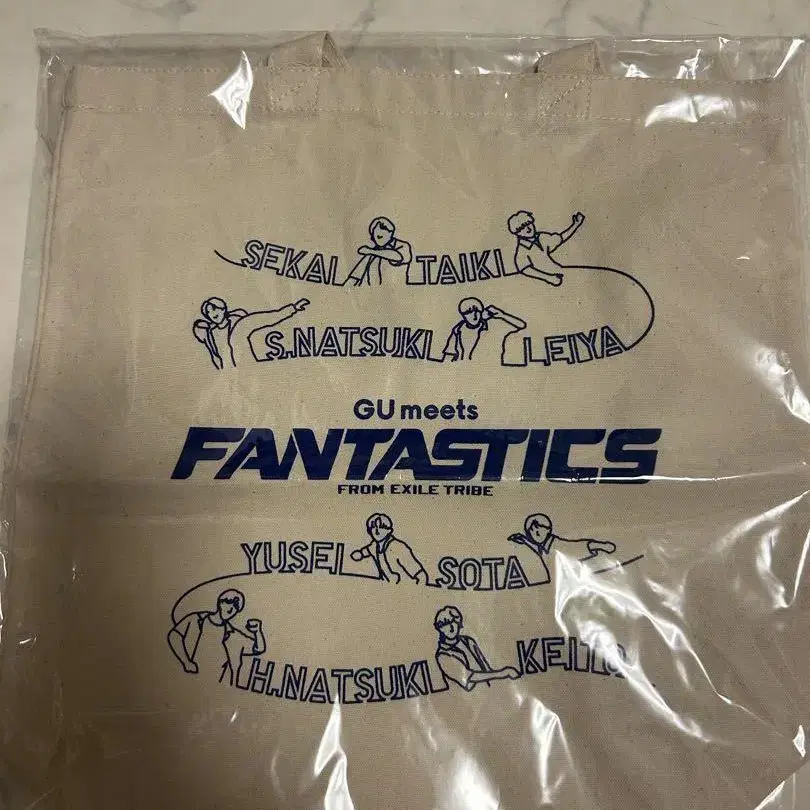 SEKAI TAIKI
S.NATSUKI LEIYA
GU meets
FANTASTICS
FROM EXILE TRIBE
YUSEI SOTA
H.NATSUKI KEITO